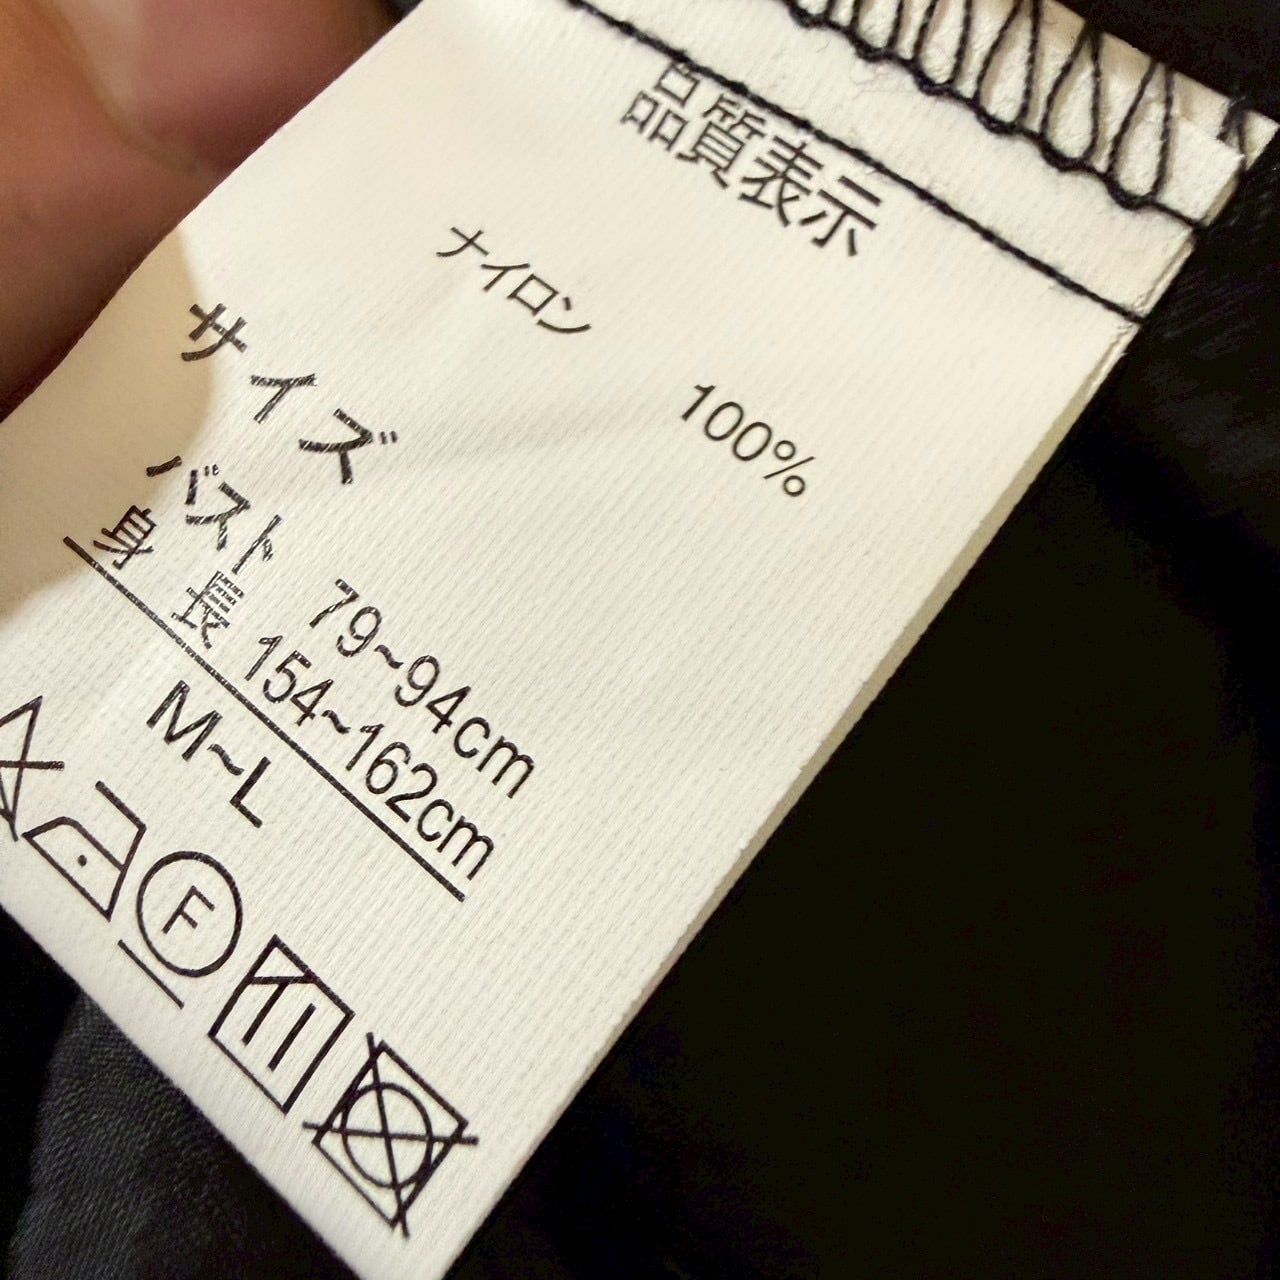 品質表示
ナイロン 100%
サイズ
バスト 79~94cm
身長 154~162cm
M~L
F